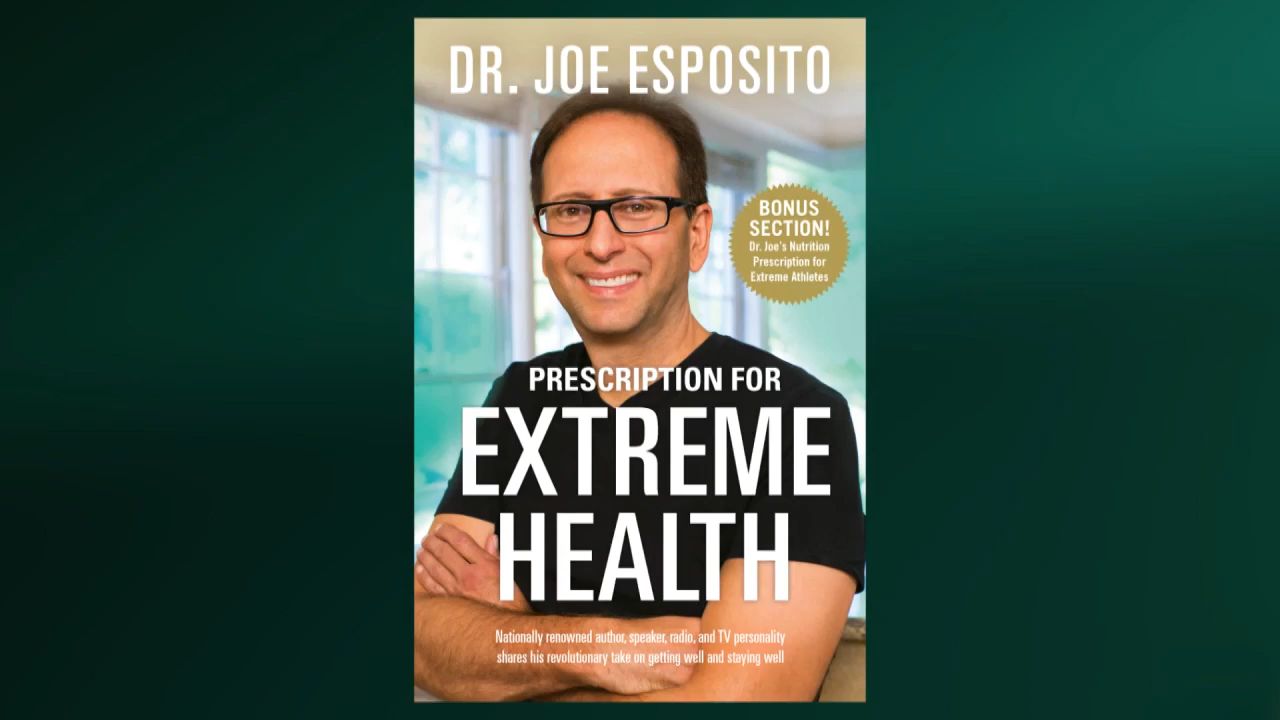 DR. JOE ESPOSITO
BONUS
SECTION!
Dr. Joe's Nutrition
Prescription for
Extreme Athletes
PRESCRIPTION FOR
EXTREME
HEALTH
Nationally renowned author, speaker, radio, and TV personality
shares his revolutionary take on getting well and staying well